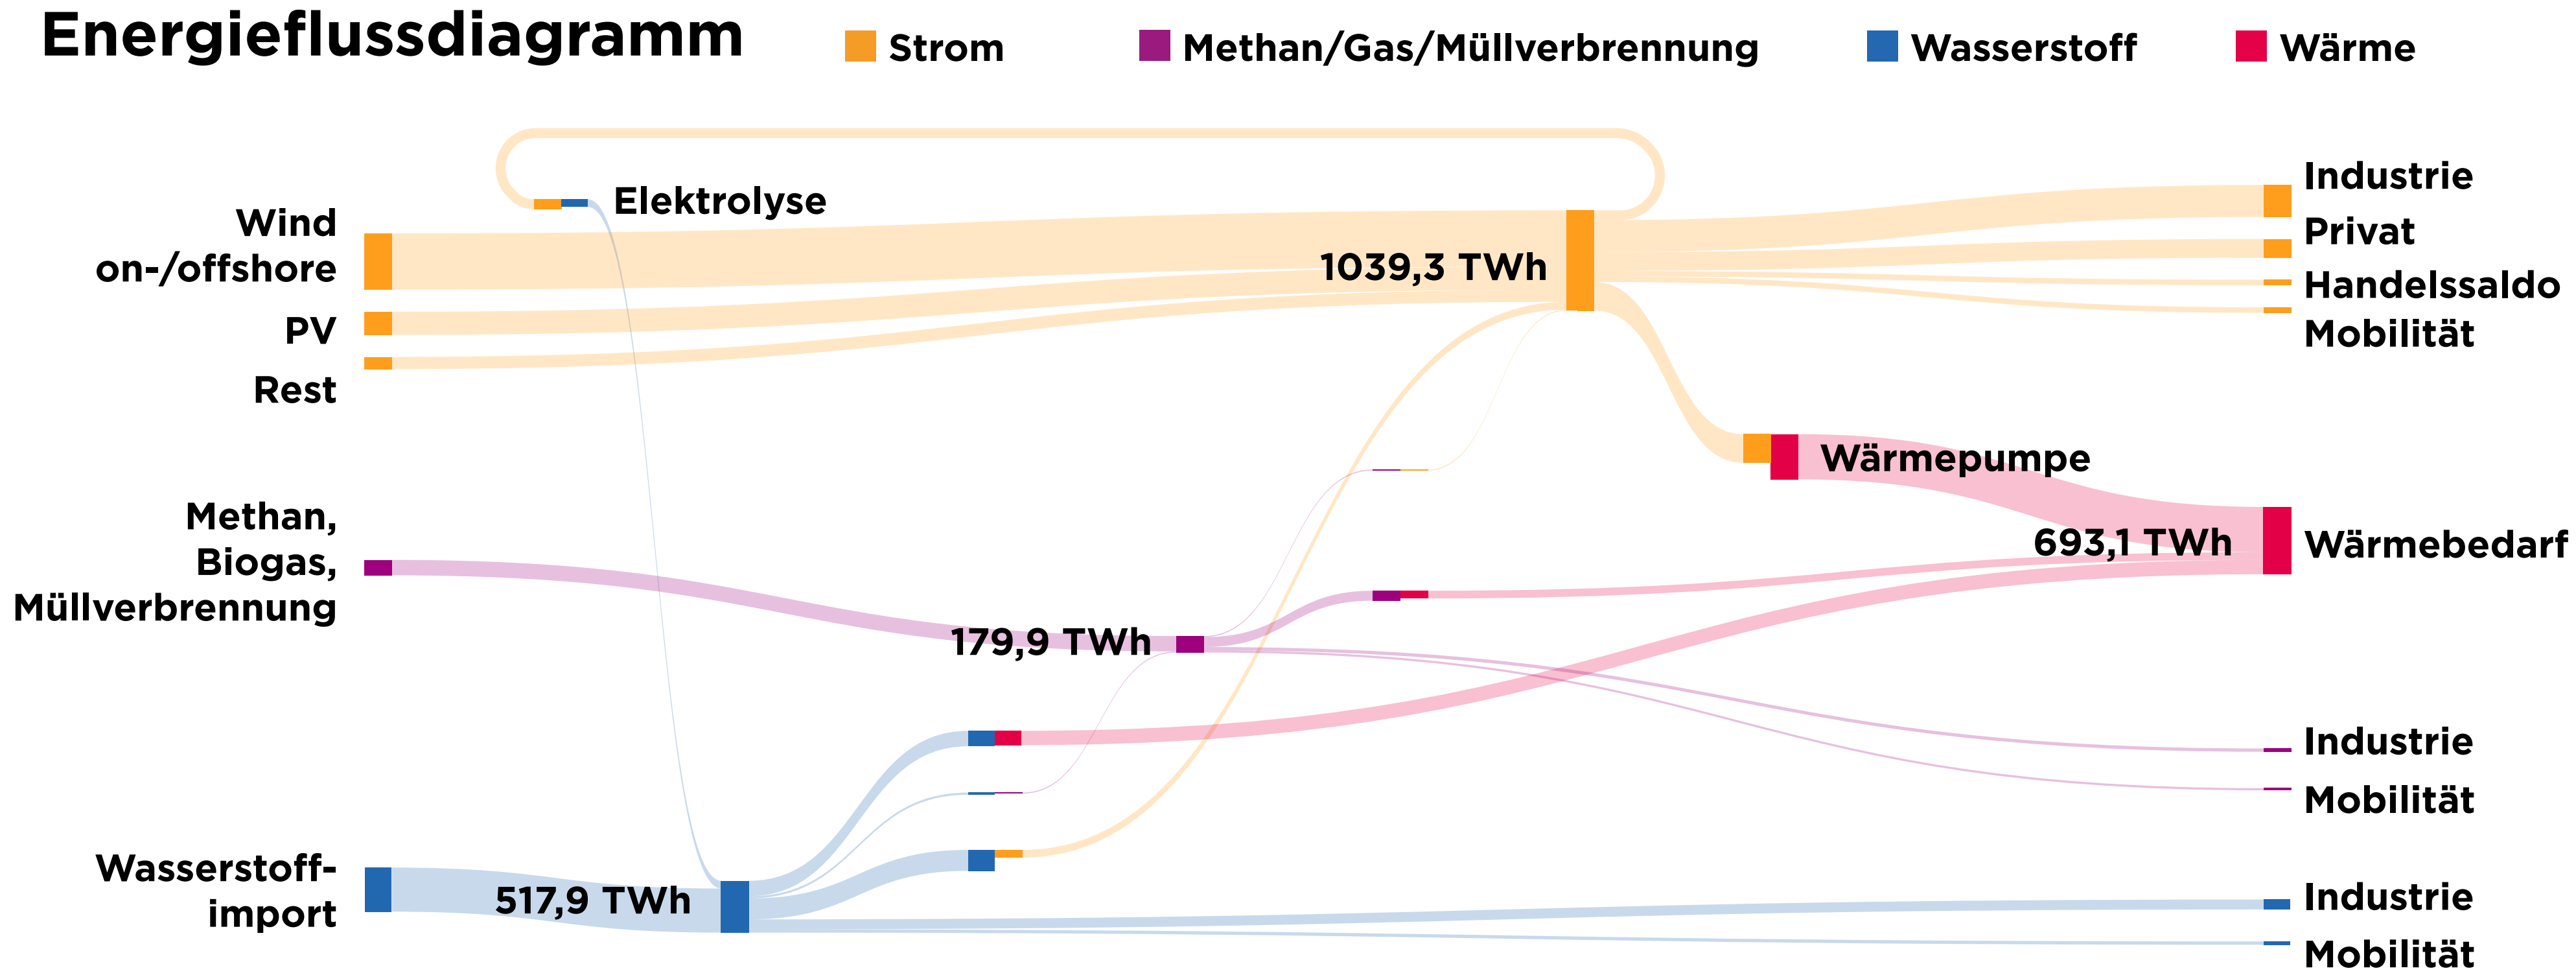 Energieflussdiagramm
Strom
Methan/Gas/Müllverbrennung
Wasserstoff
Wärme
Elektrolyse
Wind
on-/offshore
PV
Rest
1039,3 TWh
Industrie
Privat
Handelssaldo
Mobilität
Wärmepumpe
Methan,
Biogas,
Müllverbrennung
179,9 TWh
693,1 TWh
Wärmebedarf
Industrie
Mobilität
Wasserstoff-
import
517,9 TWh
Industrie
Mobilität